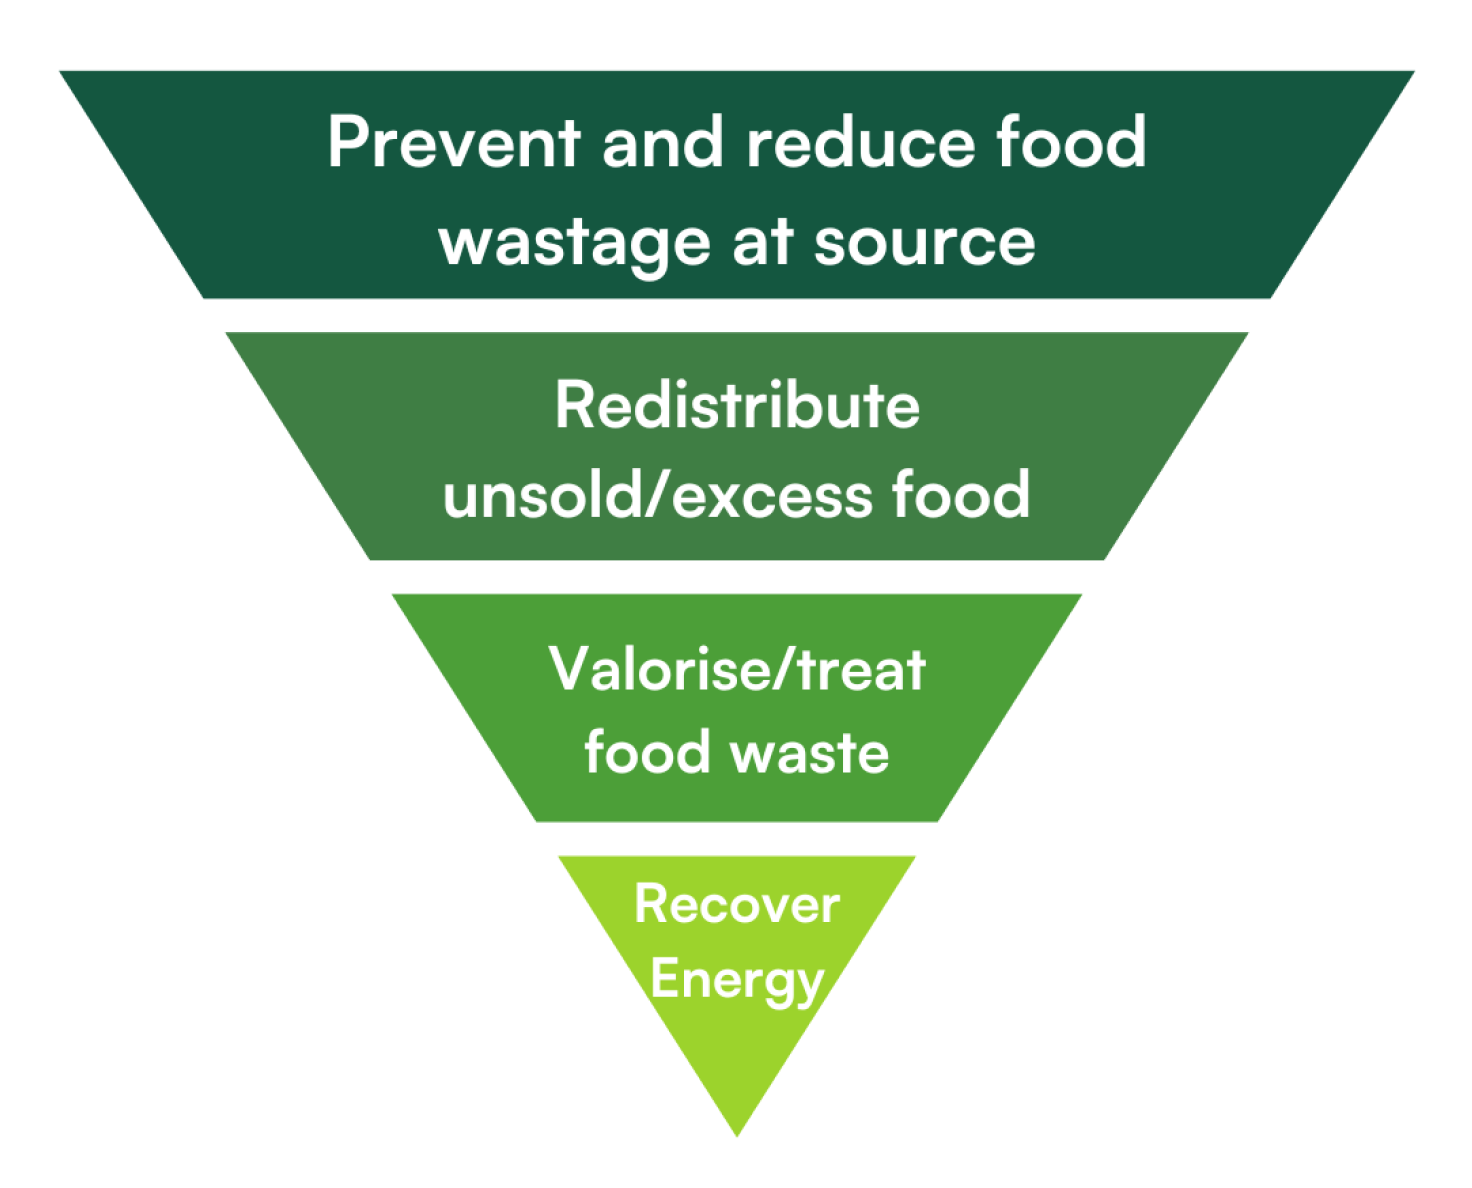 Prevent and reduce food
wastage at source
Redistribute
unsold/excess food
Valorise/treat
food waste
Recover
Energy